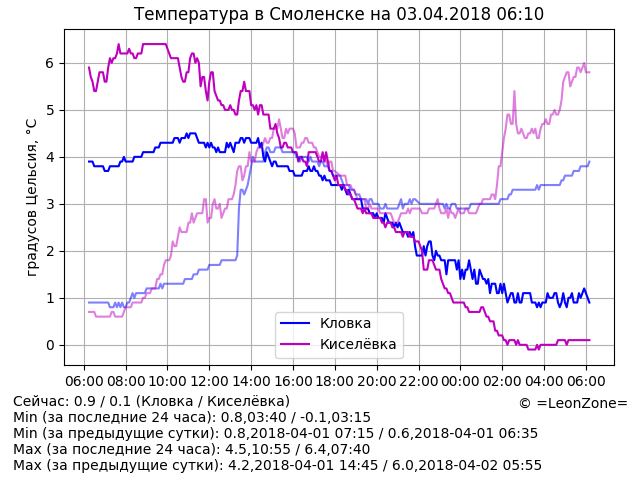 Температура в Смоленске на 03.04.2018 06:10
градусов Цельсия, °C
6
5
4
3
2
1
0
Кловка
Киселёвка
06:00 08:00 10:00 12:00 14:00 16:00 18:00 20:00 22:00 00:00 02:00 04:00 06:00
Сейчас: 0.9 / 0.1 (Кловка / Киселёвка)
© =LeonZone=
Min (за последние 24 часа): 0.8,03:40 / -0.1,03:15
Min (за предыдущие сутки): 0.8,2018-04-01 07:15 / 0.6,2018-04-01 06:35
Max (за последние 24 часа): 4.5,10:55 / 6.4,07:40
Max (за предыдущие сутки): 4.2,2018-04-01 14:45 / 6.0,2018-04-02 05:55